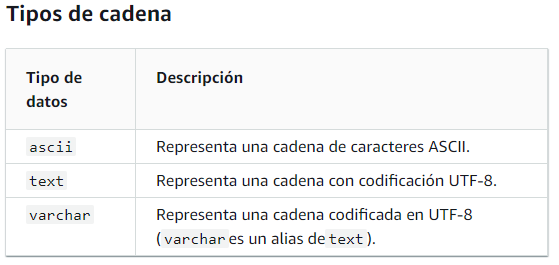 Tipos de cadena
Tipo de datos Descripción
ascii Representa una cadena de caracteres ASCII.
text Representa una cadena con codificación UTF-8.
varchar Representa una cadena codificada en UTF-8
(varchar es un alias de text).